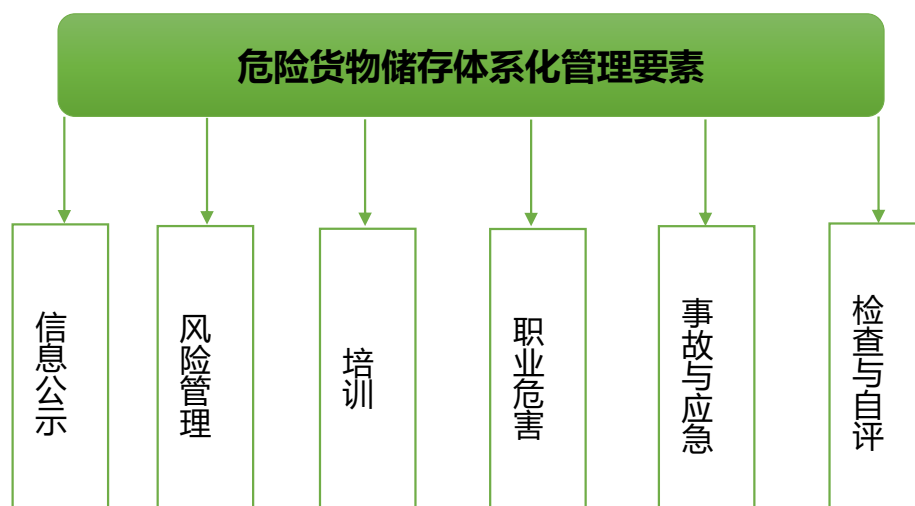 危险货物储存体系化管理要素
信息公示
风险管理
培训
职业危害
事故与应急
检查与自评